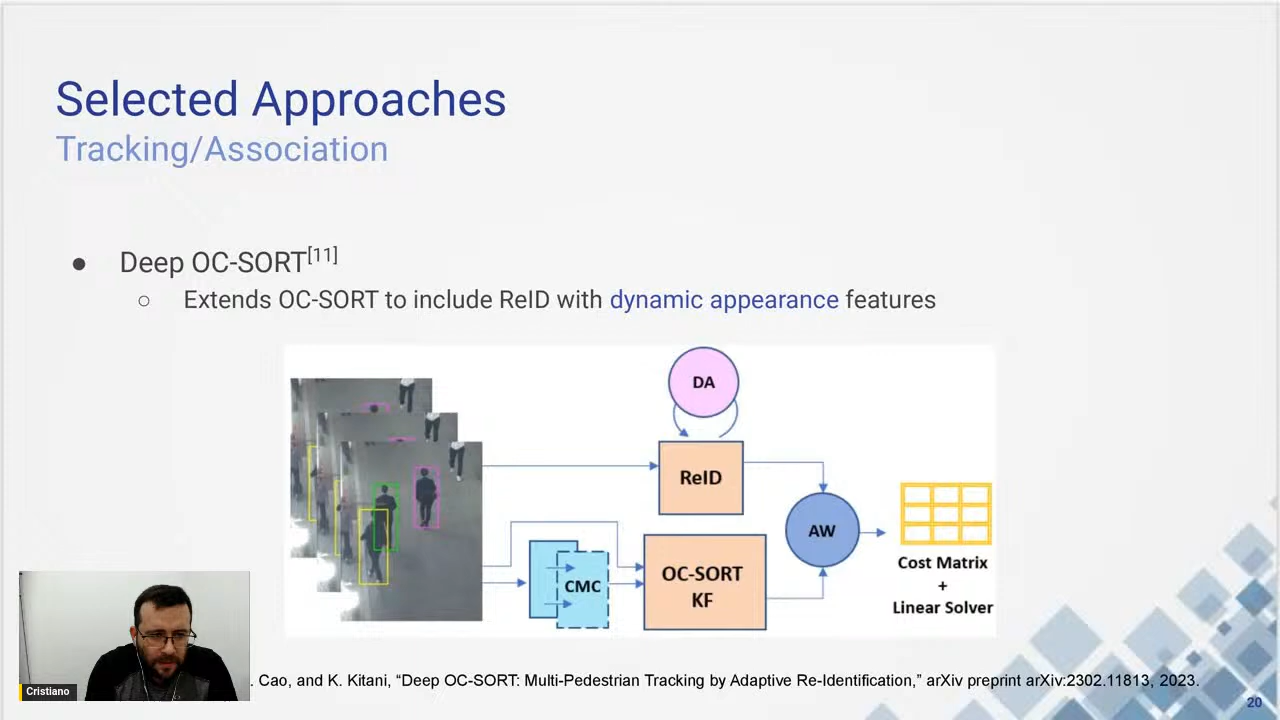 Selected Approaches
Tracking/Association
● Deep OC-SORT[11]
○ Extends OC-SORT to include ReID with dynamic appearance features
DA
ReID
AW
CMC
OC-SORT
KF
Cost Matrix
+
Linear Solver
. Cao, and K. Kitani, “Deep OC-SORT: Multi-Pedestrian Tracking by Adaptive Re-Identification,” arXiv preprint arXiv:2302.11813, 2023.
Cristiano
20